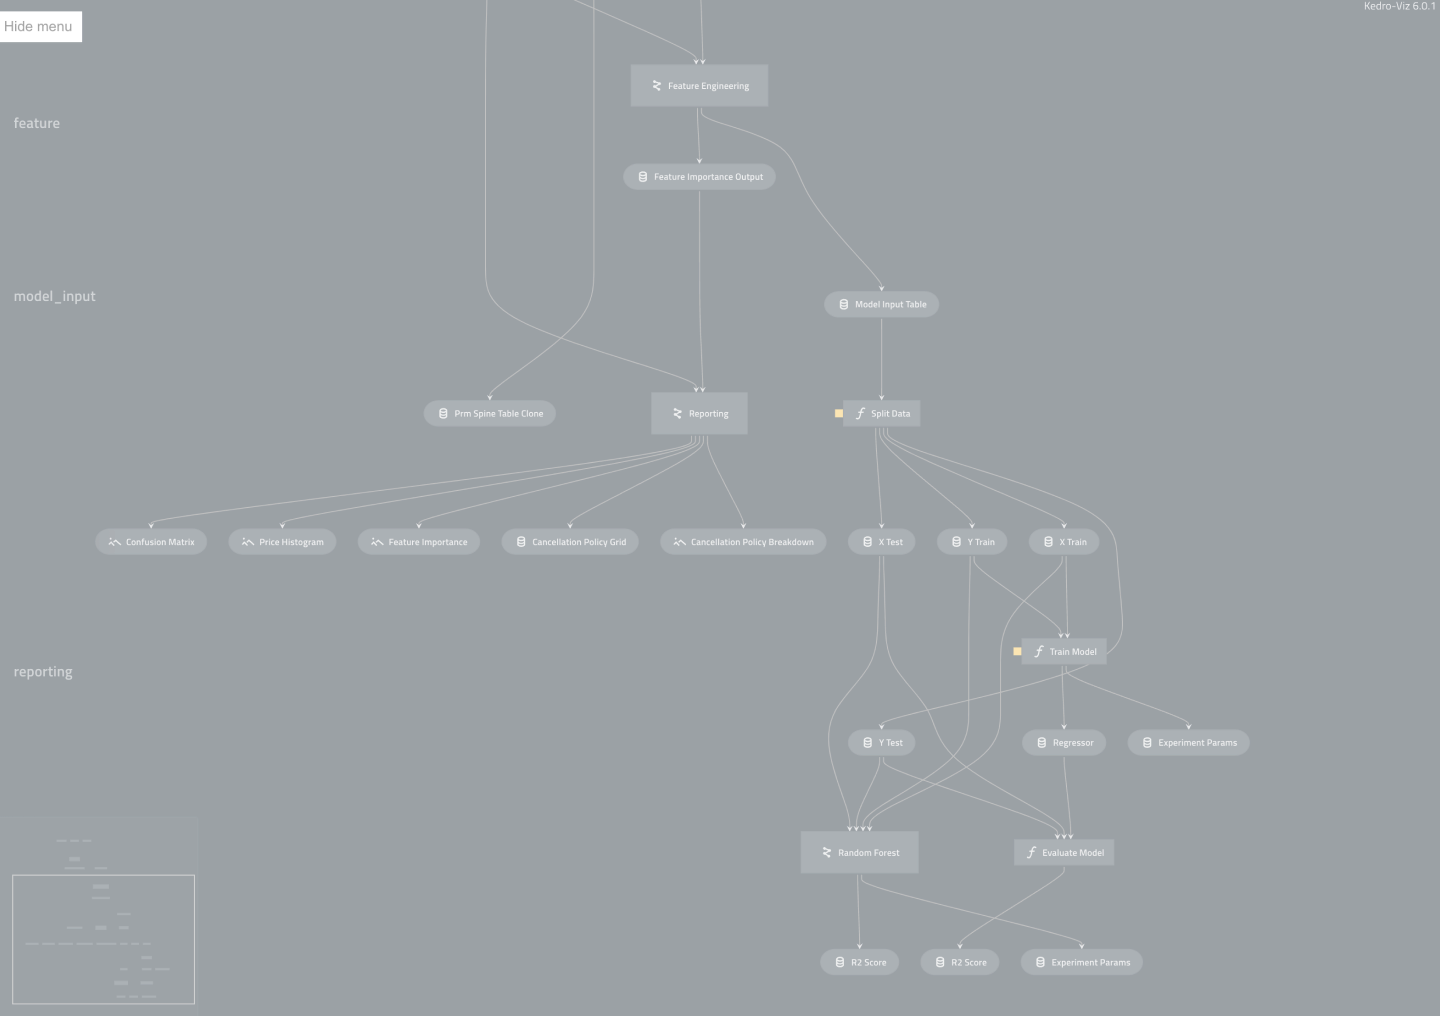 Kedro-Viz 6.0.1
Hide menu
Feature Engineering
feature
Feature Importance Output
model_input
Model Input Table
Prm Spine Table Clone
Reporting
Split Data
Confusion Matrix
Price Histogram
Feature Importance
Cancellation Policy Grid
Cancellation Policy Breakdown
X Test
Y Train
X Train
Train Model
reporting
Y Test
Regressor
Experiment Params
Random Forest
Evaluate Model
R2 Score
R2 Score
Experiment Params